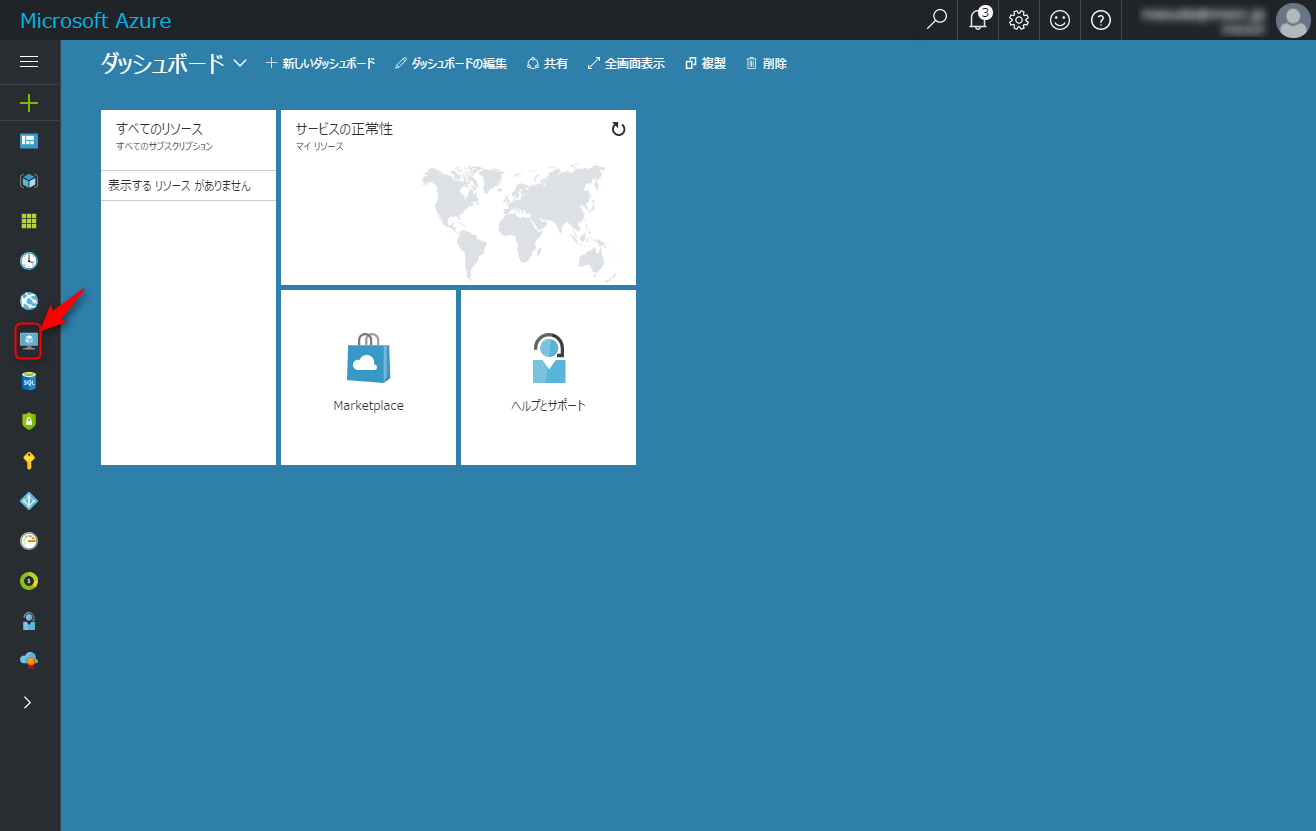 Microsoft Azure
3
ダッシュボード
新しいダッシュボード
ダッシュボードの編集
共有
全画面表示
複製
削除
すべてのリソース
すべてのサブスクリプション
表示する リソース がありません
サービスの正常性
マイ リソース
SQL
Marketplace
ヘルプとサポート